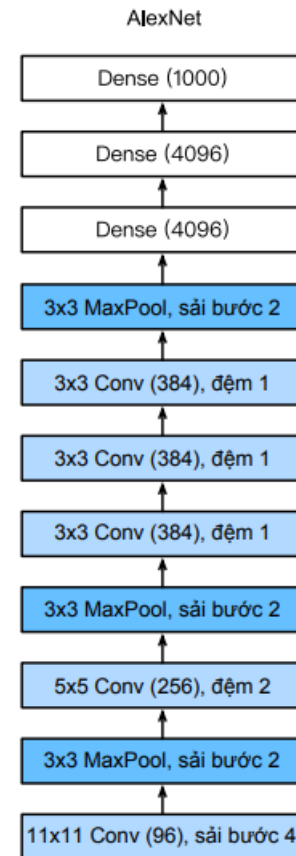 AlexNet
Dense (1000)
Dense (4096)
Dense (4096)
3x3 MaxPool, sải bước 2
3x3 Conv (384), đệm 1
3x3 Conv (384), đệm 1
3x3 Conv (384), đệm 1
3x3 MaxPool, sải bước 2
5x5 Conv (256), đệm 2
3x3 MaxPool, sải bước 2
11x11 Conv (96), sải bước 4